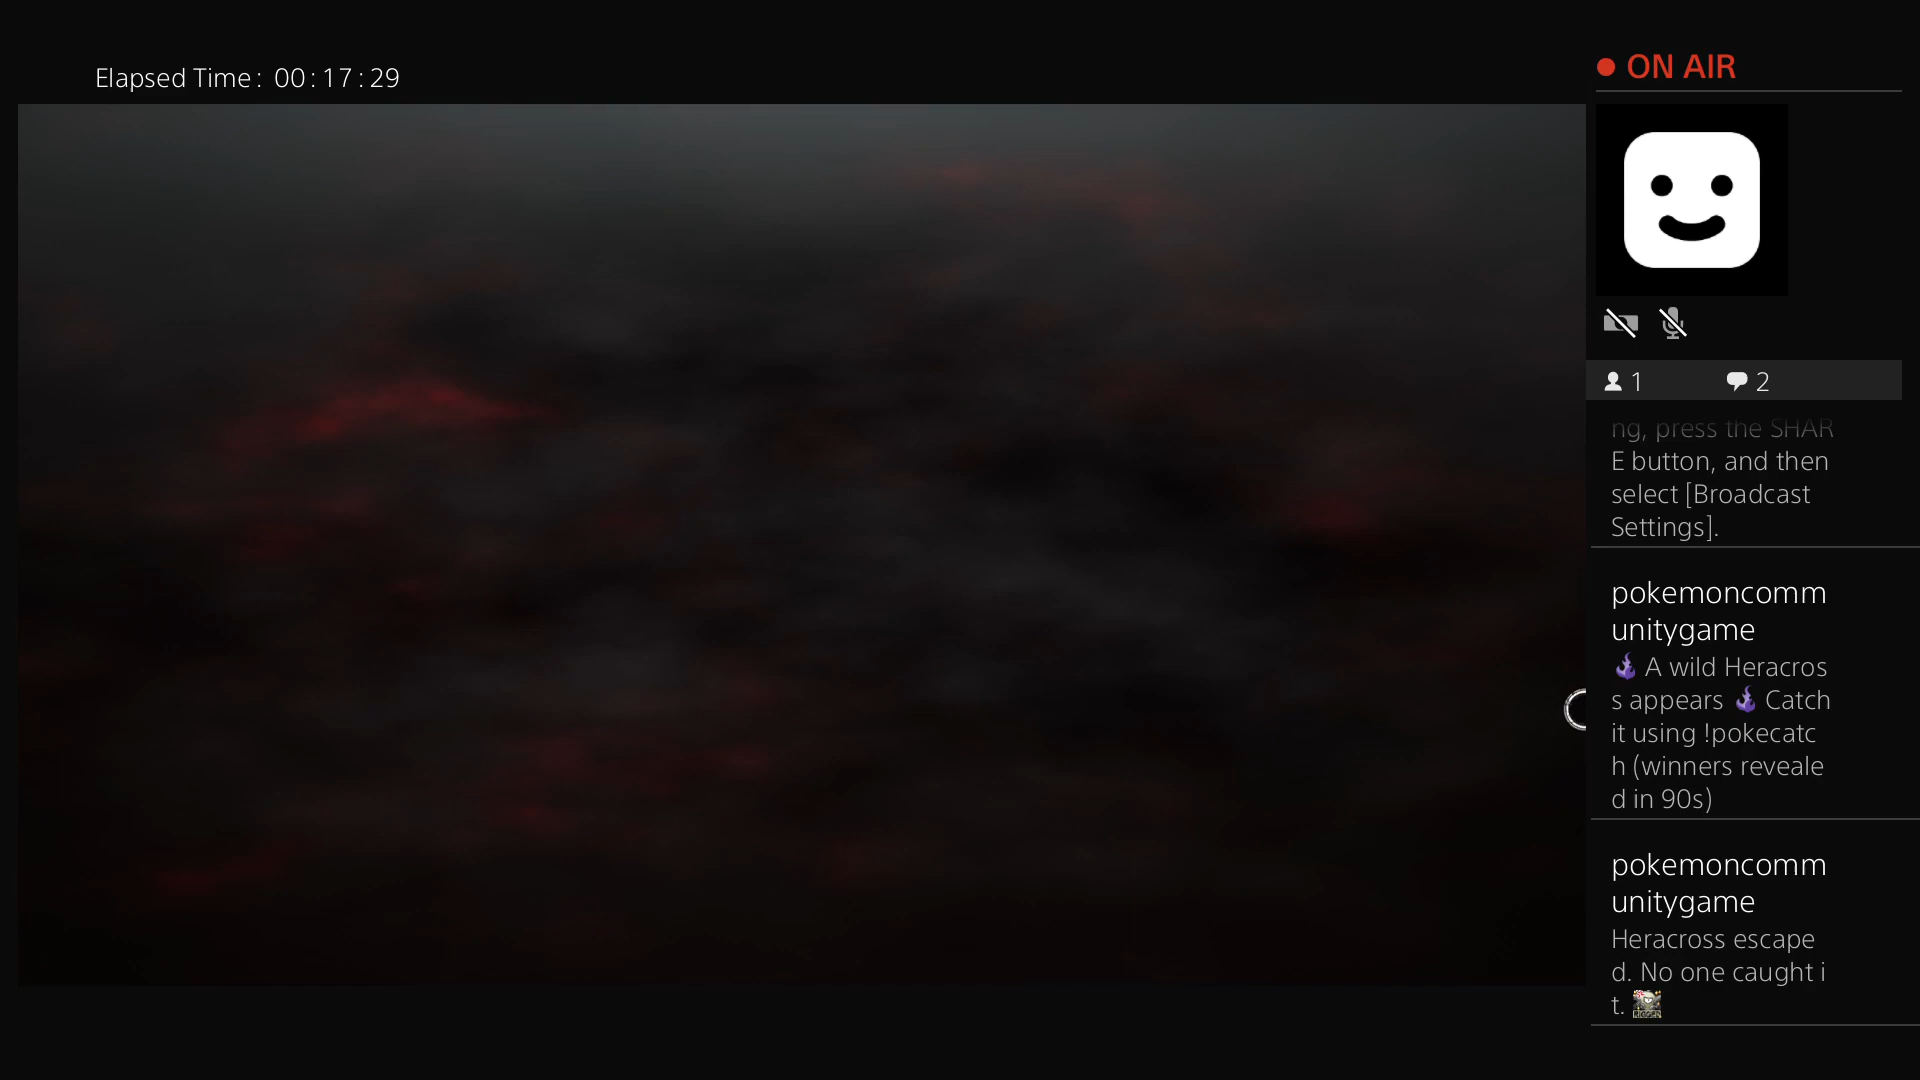 Elapsed Time: 00:17:29
ON AIR
1
2
ng, press the SHAR
E button, and then
select [Broadcast
Settings].
pokemoncomm
unitygame
A wild Heracros
s appears Catch
it using !pokecatc
h (winners reveale
d in 90s)
pokemoncomm
unitygame
Heracross escape
d. No one caught i
t.